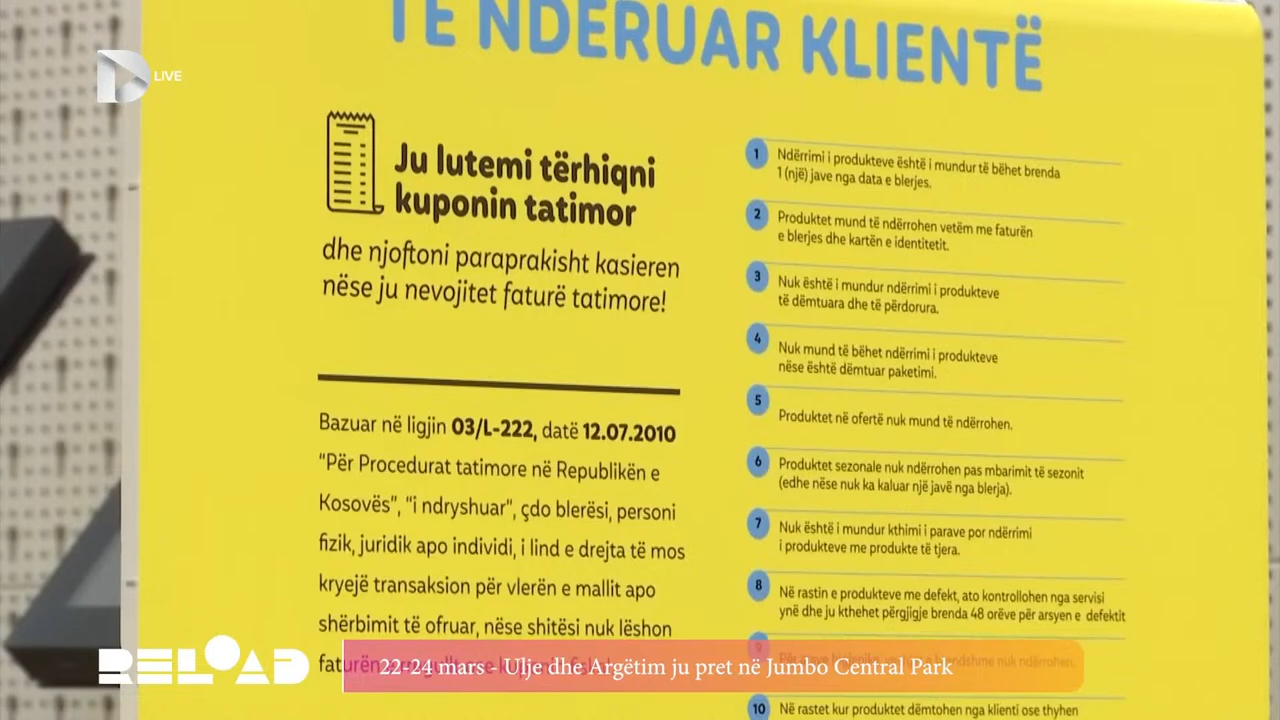 TË NDERUAR KLIENTË
LIVE
Ju lutemi tërhiqni
kuponin tatimor
dhe njoftoni paraprakisht kasieren
nëse ju nevojitet faturë tatimore!
Bazuar në ligjin 03/L-222, datë 12.07.2010
"Për Procedurat tatimore në Republikën e
Kosovës", "i ndryshuar", çdo blerësi, personi
fizik, juridik apo individi, i lind e drejta të mos
kryejë transaksion për vlerën e mallit apo
shërbimit të ofruar, nëse shitësi nuk lëshon
1
Ndërrimi i produkteve është i mundur të bëhet brenda
1 (një) jave nga data e blerjes.
2
Produktet mund të ndërrohen vetëm me faturën
e blerjes dhe kartën e identitetit.
3
Nuk është i mundur ndërrimi i produkteve
të dëmtuara dhe të përdorura.
4
Nuk mund të bëhet ndërrimi i produkteve
nëse është dëmtuar paketimi.
5
Produktet në ofertë nuk mund të ndërrohen.
6
Produktet sezonale nuk ndërrohen pas mbarimit të sezonit
(edhe nëse nuk ka kaluar një javë nga blerja).
7
Nuk është i mundur kthimi i parave por ndërrimi
i produkteve me produkte të tjera.
8
Në rastin e produkteve me defekt, ato kontrollohen nga servisi
ynë dhe ju kthehet përgjigje brenda 48 orëve për arsyen e defektit
9
nuk ndërrohen.
10
Në rastet kur produktet dëmtohen nga klienti ose thyhen
RELOAD
22-24 mars - Ulje dhe Argëtim ju pret në Jumbo Central Park